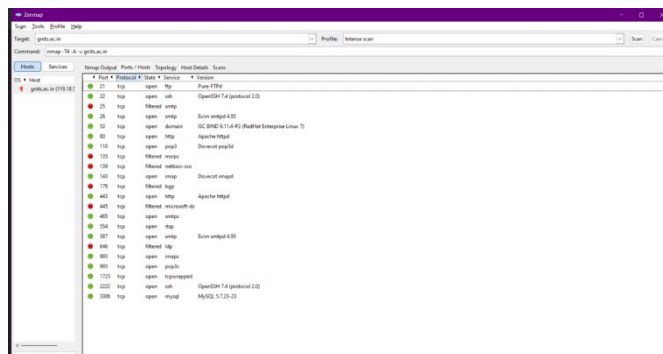 Zenmap
Scan Tools Profile Help
Target: gnits.ac.in Profile: Intense scan Scan
Command: nmap -T4 -A -v gnits.ac.in
Hosts Services Nmap Output Ports / Hosts Topology Host Details Scans
OS Host Port Protocol State Service Version
gnits.ac.in
21 tcp open ftp Pure-FTPd
22 tcp open ssh OpenSSH 7.4 (protocol 2.0)
25 tcp filtered smtp
26 tcp open smtp Exim smtpd 4.95
53 tcp open domain ISC BIND 9.11.4-P2 (RedHat Enterprise Linux 7)
80 tcp open http Apache httpd
110 tcp open pop3 Dovecot pop3d
135 tcp filtered msrpc
139 tcp filtered netbios-ssn
143 tcp open imap Dovecot imapd
179 tcp filtered bgp
443 tcp open http Apache httpd
445 tcp filtered microsoft-ds
465 tcp open smtps
554 tcp open rtsp
587 tcp open smtp Exim smtpd 4.95
646 tcp filtered ldp
993 tcp open imaps
995 tcp open pop3s
1723 tcp open tcpwrapped
2222 tcp open ssh OpenSSH 7.4 (protocol 2.0)
3306 tcp open mysql MySQL 5.7.23-23